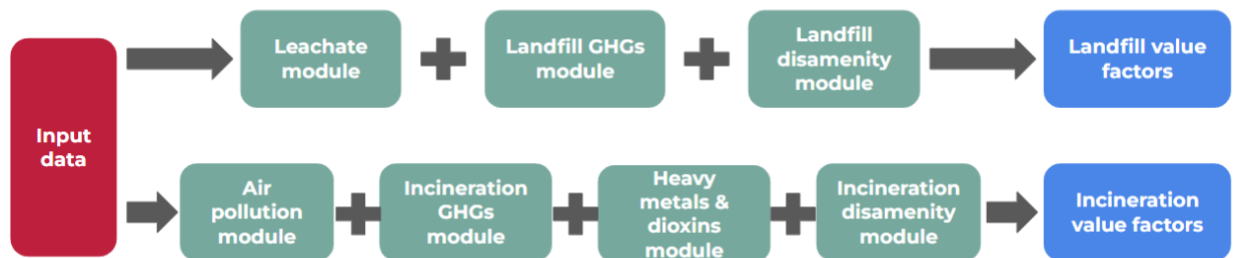 Input
data
Leachate
module
Landfill GHGs
module
Landfill
disamenity
module
Landfill value
factors
Air
pollution
module
Incineration
GHGs
module
Heavy
metals &
dioxins
module
Incineration
disamenity
module
Incineration
value factors